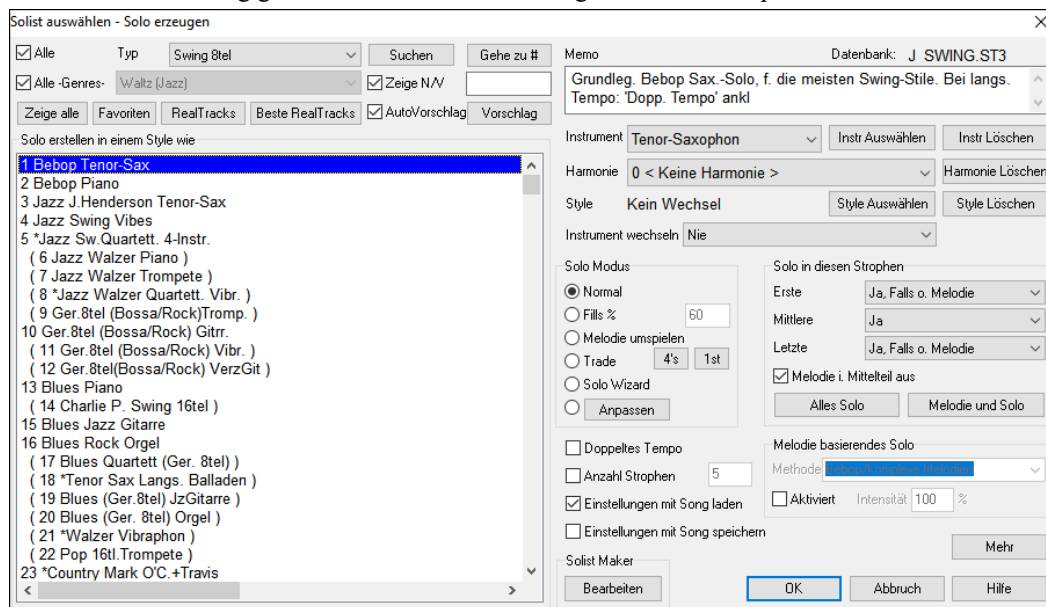 Solist auswählen - Solo erzeugen
Alle Typ Swing 8tel Suchen Gehe zu #
Alle -Genres- Waltz (Jazz) Zeige N/V
Zeige alle Favoriten RealTracks Beste RealTracks AutoVorschlag Vorschlag
Solo erstellen in einem Style wie
1 Bebop Tenor-Sax
2 Bebop Piano
3 Jazz J.Henderson Tenor-Sax
4 Jazz Swing Vibes
5 *Jazz Sw.Quartett. 4-Instr.
( 6 Jazz Walzer Piano )
( 7 Jazz Walzer Trompete )
( 8 *Jazz Walzer Quartett. Vibr. )
( 9 Ger.8tel (Bossa/Rock)Tromp. )
10 Ger.8tel (Bossa/Rock) Gitrr.
( 11 Ger.8tel (Bossa/Rock) Vibr. )
( 12 Ger.8tel(Bossa/Rock) VerzGit )
13 Blues Piano
( 14 Charlie P. Swing 16tel )
15 Blues Jazz Gitarre
16 Blues Rock Orgel
( 17 Blues Quartett (Ger. 8tel) )
( 18 *Tenor Sax Langs. Balladen )
( 19 Blues (Ger.8tel) JzGitarre )
( 20 Blues (Ger. 8tel) Orgel )
( 21 *Walzer Vibraphon )
( 22 Pop 16tl.Trompete )
23 *Country Mark O'C.+Travis
Memo Datenbank: J SWING.ST3
Grundleg. Bebop Sax.-Solo, f. die meisten Swing-Stile. Bei langs.
Tempo: 'Dopp. Tempo' ankl
Instrument Tenor-Saxophon Instr Auswählen Instr Löschen
Harmonie 0 < Keine Harmonie > Harmonie Löschen
Style Kein Wechsel Style Auswählen Style Löschen
Instrument wechseln Nie
Solo Modus
Normal
Fills % 60
Melodie umspielen
Trade 4's 1st
Solo Wizard
Anpassen
Solo in diesen Strophen
Erste Ja, Falls o. Melodie
Mittlere Ja
Letzte Ja, Falls o. Melodie
Melodie i. Mittelteil aus
Alles Solo Melodie und Solo
Doppeltes Tempo
Anzahl Strophen 5
Einstellungen mit Song laden
Einstellungen mit Song speichern
Melodie basierendes Solo
Methode Bebop/Komplexe Melodien
Aktiviert Intensität 100 %
Mehr
Solist Maker
Bearbeiten OK Abbruch Hilfe